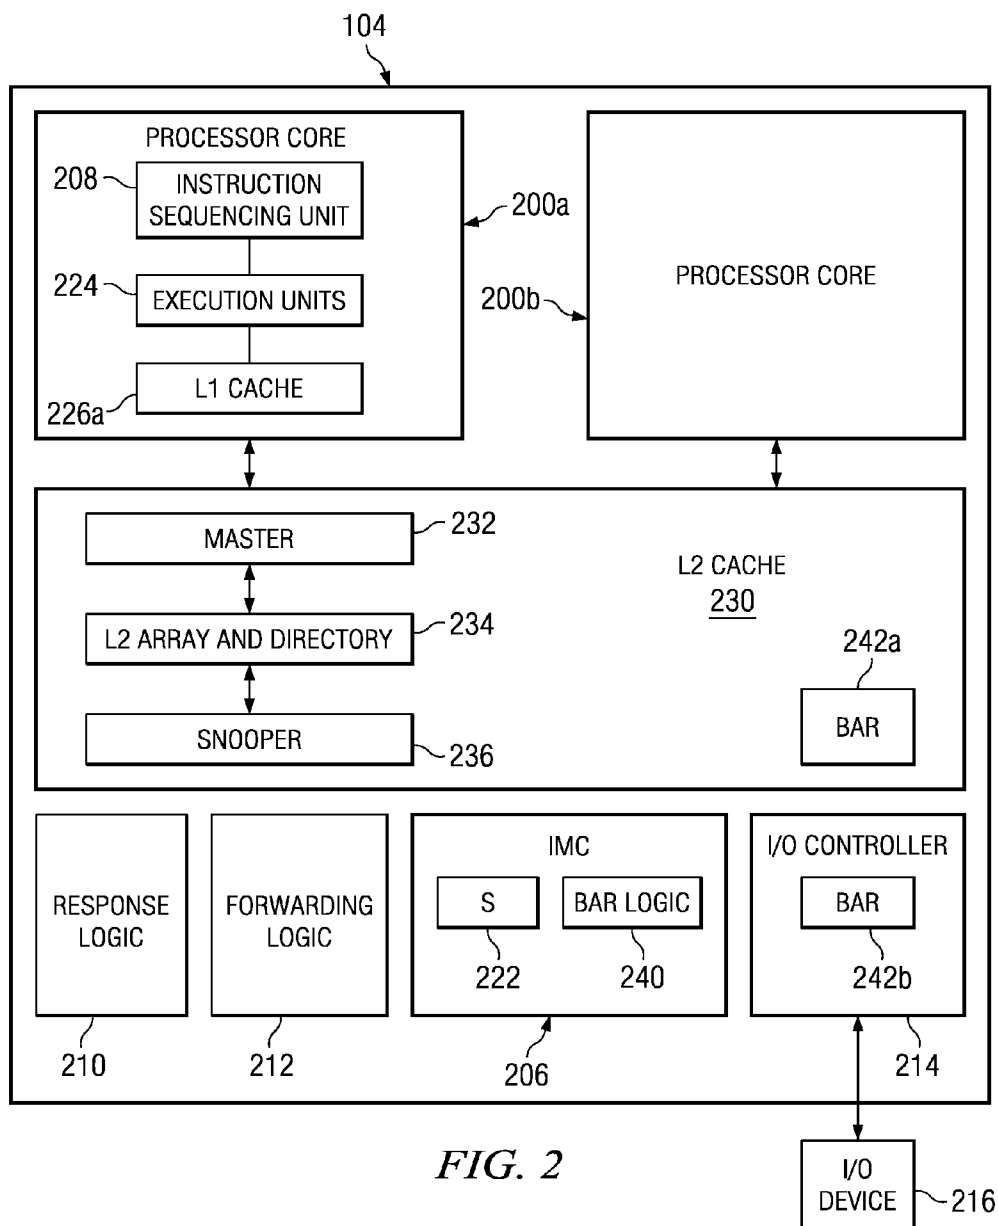 104
PROCESSOR CORE
208
INSTRUCTION
SEQUENCING UNIT
200a
224
EXECUTION UNITS
L1 CACHE
226a
PROCESSOR CORE
200b
MASTER
232
L2 CACHE
230
L2 ARRAY AND DIRECTORY
234
242a
BAR
SNOOPER
236
RESPONSE
LOGIC
210
FORWARDING
LOGIC
212
IMC
S
BAR LOGIC
222
240
206
I/O CONTROLLER
BAR
242b
214
FIG. 2
I/O
DEVICE
216